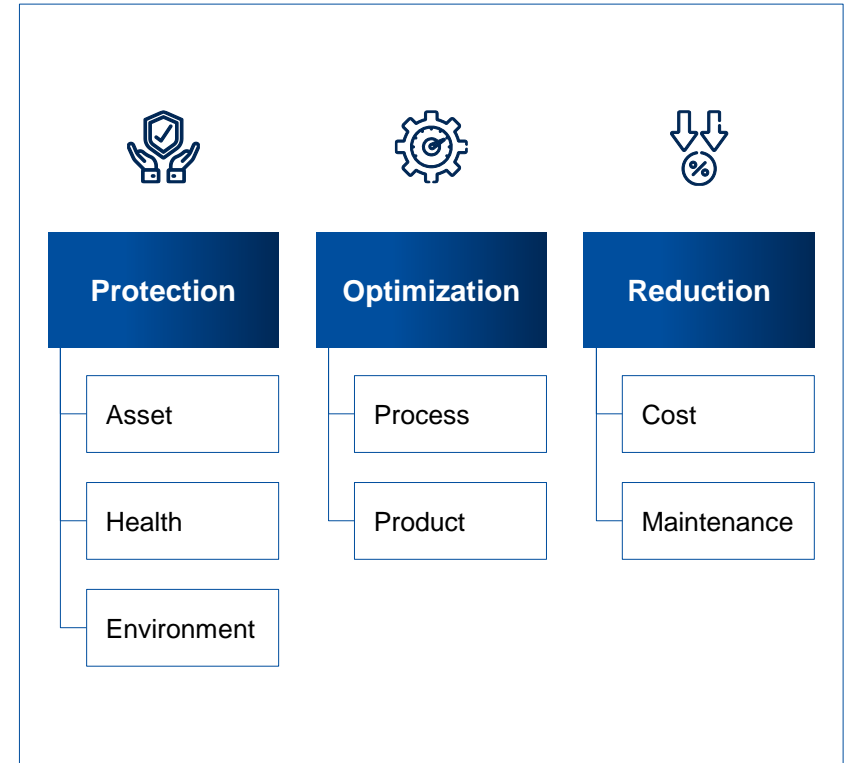 Protection
Asset
Health
Environment
Optimization
Process
Product
%
Reduction
Cost
Maintenance